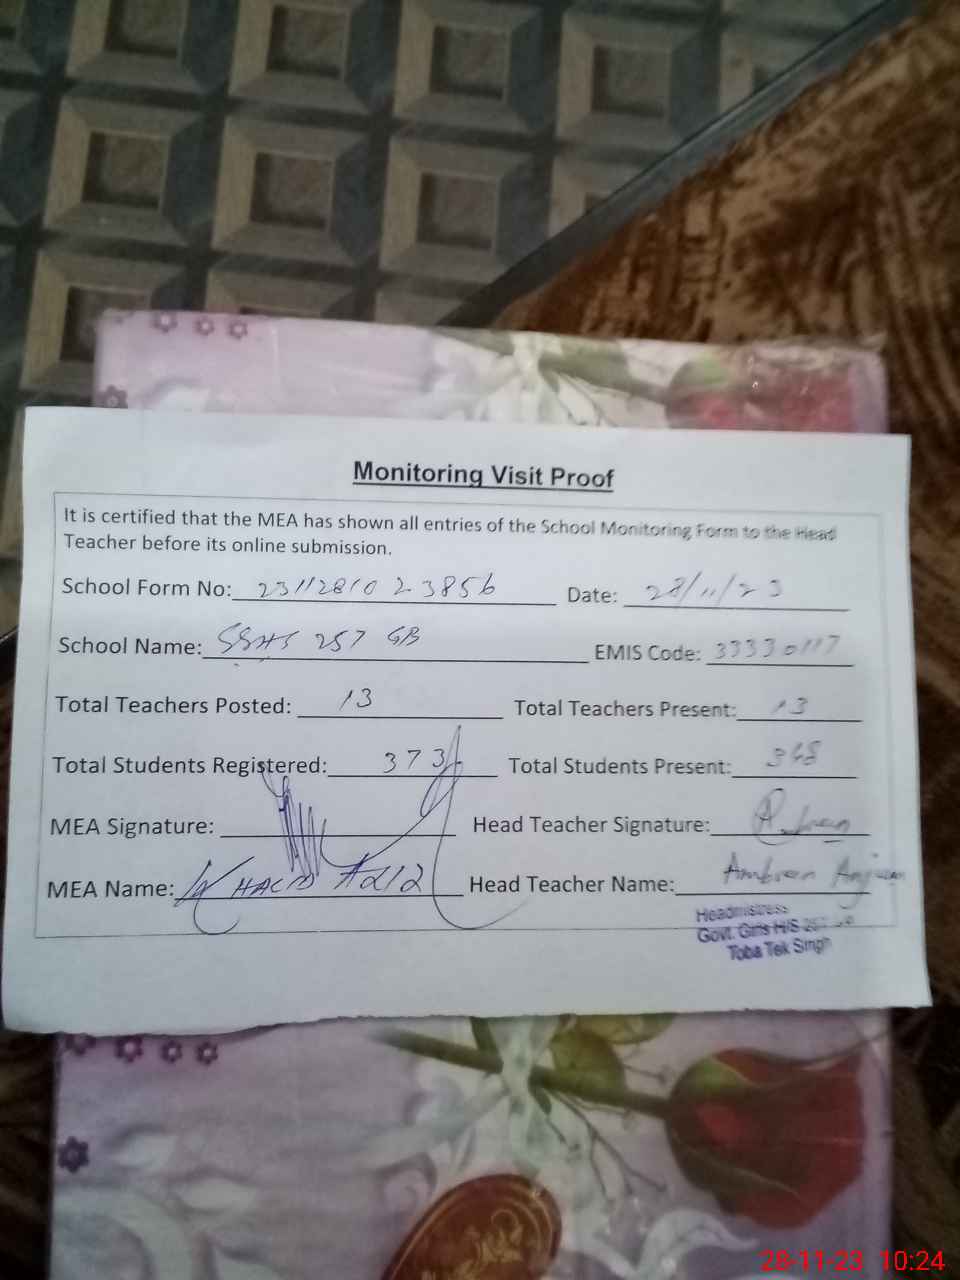 Monitoring Visit Proof
It is certified that the MEA has shown all entries of the School Monitoring Form to the Head
Teacher before its online submission.
School Form No: 23112810 2 3856 Date: 28/11/23
School Name: GGHS 257 GB EMIS Code: 33330117
Total Teachers Posted: 13 Total Teachers Present: 13
Total Students Registered: 373 Total Students Present: 348
MEA Signature: Head Teacher Signature:
MEA Name: Head Teacher Name: Ambreen Anjum
Headmistress
Govt. Girls H/S
Toba Tek Singh
28-11-23 10:24